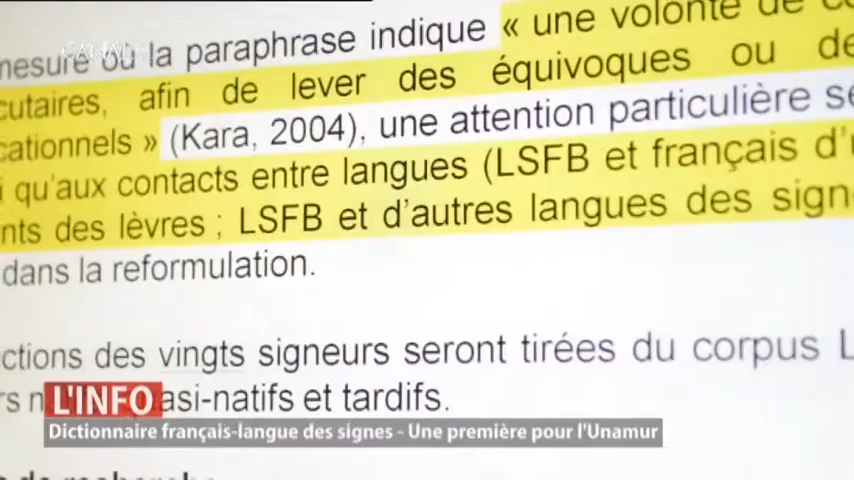 mesure où la paraphrase indique « une volonté de
cutaires, afin de lever des équivoques ou de
cationnels » (Kara, 2004), une attention particulière se
qu'aux contacts entre langues (LSFB et français d'
nts des lèvres ; LSFB et d'autres langues des sign
dans la reformulation.
ctions des vingts signeurs seront tirées du corpus L
asi-natifs et tardifs.
L'INFO
Dictionnaire français-langue des signes - Une première pour l'Unamur